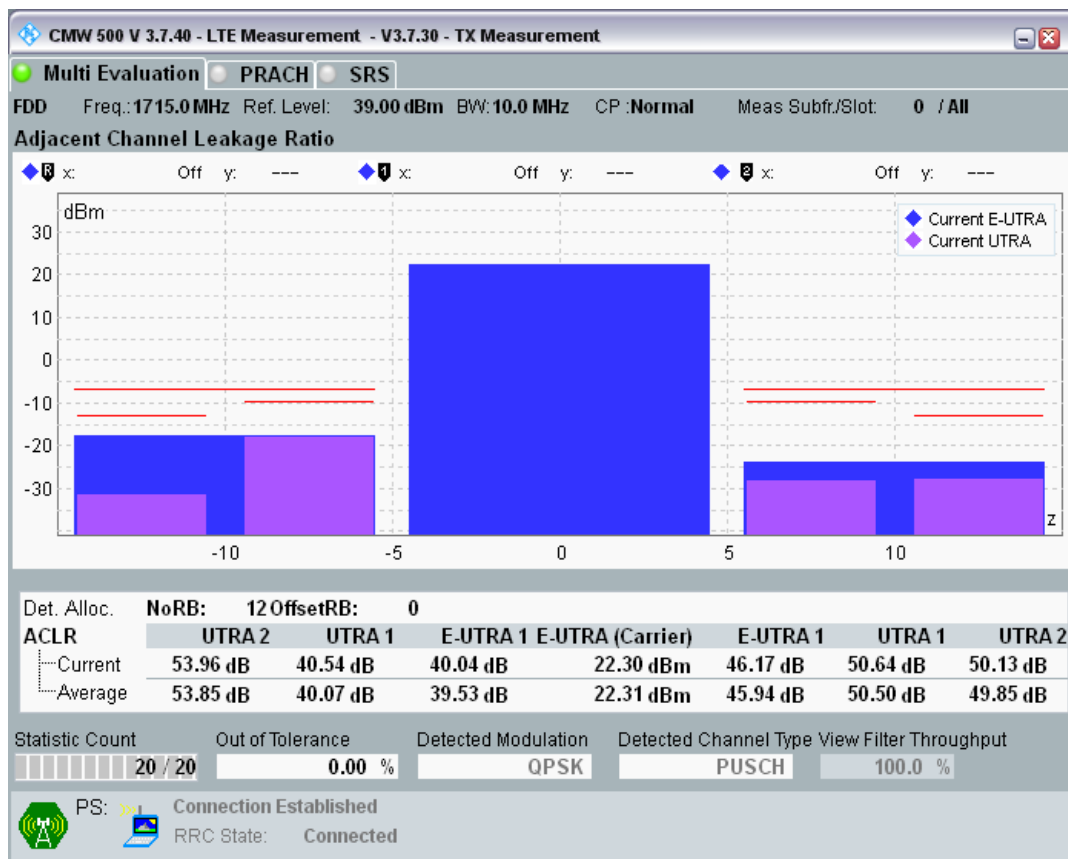 CMW 500 V 3.7.40 - LTE Measurement - V3.7.30 - TX Measurement
Multi Evaluation PRACH SRS
FDD Freq.:1715.0 MHz Ref. Level: 39.00 dBm BW:10.0 MHz CP :Normal Meas Subfr./Slot: 0 / All
Adjacent Channel Leakage Ratio
R x: Off y: --- 1 x: Off y: --- 2 x: Off y: ---
dBm
Current E-UTRA
Current UTRA
30
20
10
0
-10
-20
-30
z
-10 -5 0 5 10
Det. Alloc. NoRB: 12 OffsetRB: 0
ACLR UTRA 2 UTRA 1 E-UTRA 1 E-UTRA (Carrier) E-UTRA 1 UTRA 1 UTRA 2
Current 53.96 dB 40.54 dB 40.04 dB 22.30 dBm 46.17 dB 50.64 dB 50.13 dB
Average 53.85 dB 40.07 dB 39.53 dB 22.31 dBm 45.94 dB 50.50 dB 49.85 dB
Statistic Count Out of Tolerance Detected Modulation Detected Channel Type View Filter Throughput
20 / 20 0.00 % QPSK PUSCH 100.0 %
PS: Connection Established
RRC State: Connected